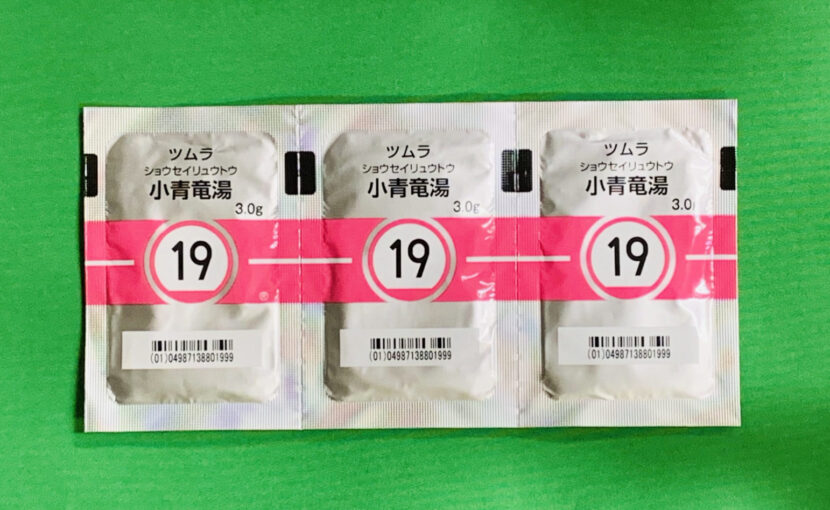 ツムラ
ショウセイリュウトウ
小青竜湯
3.0g
19
®
(01)04987138801999
ツムラ
ショウセイリュウトウ
小青竜湯
3.0g
19
(01)04987138801999
ツムラ
ショウセイリュウトウ
小青竜湯
3.0
19
(01)04987138801999